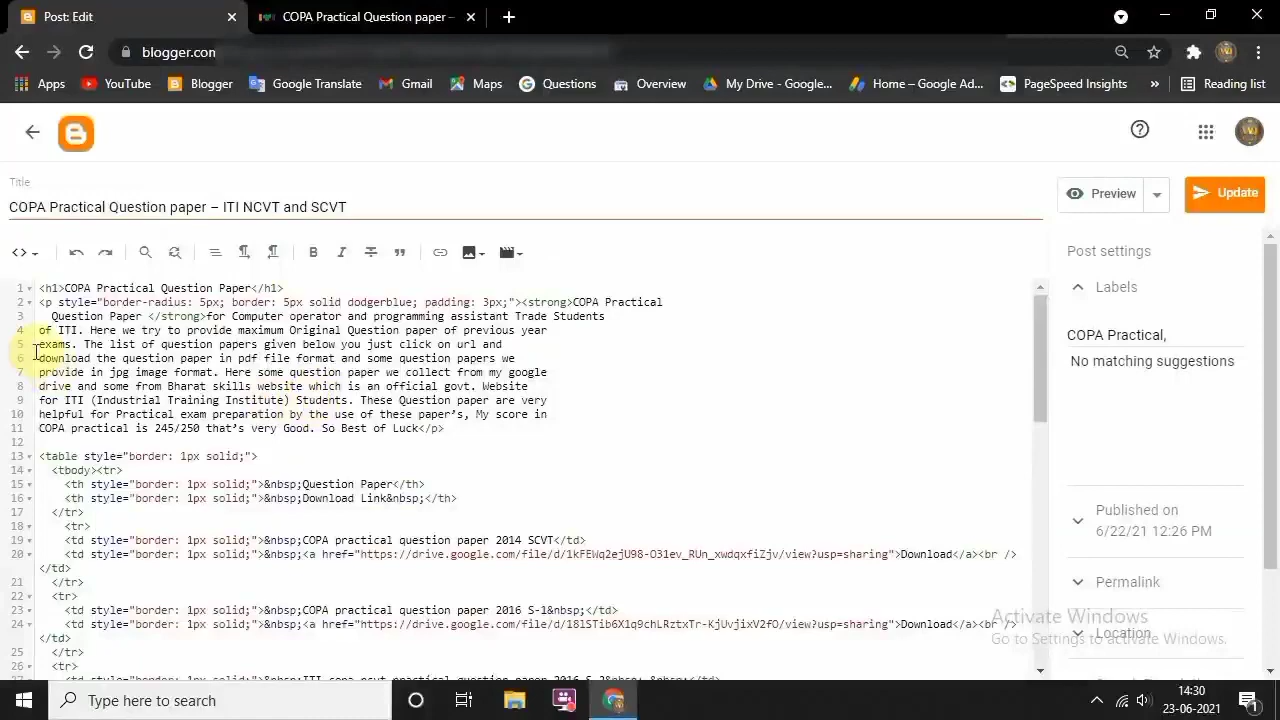 Post: Edit
COPA Practical Question paper –
blogger.con
Apps
YouTube
Blogger
Google Translate
Gmail
Maps
Questions
Overview
My Drive - Google...
Home – Google Ad...
PageSpeed Insights
»
Reading list
Title
COPA Practical Question paper – ITI NCVT and SCVT
Preview
Update
Post settings
Labels
COPA Practical,
No matching suggestions
Published on
6/22/21 12:26 PM
Permalink
Location
1 <h1>COPA Practical Question Paper</h1>
2 <p style="border-radius: 5px; border: 5px solid dodgerblue; padding: 3px;"><strong>COPA Practical
3 Question Paper </strong>for Computer operator and programming assistant Trade Students
4 of ITI. Here we try to provide maximum Original Question paper of previous year
5 exams. The list of question papers given below you just click on url and
6 download the question paper in pdf file format and some question papers we
7 provide in jpg image format. Here some question paper we collect from my google
8 drive and some from Bharat skills website which is an official govt. Website
9 for ITI (Industrial Training Institute) Students. These Question paper are very
10 helpful for Practical exam preparation by the use of these paper’s, My score in
11 COPA practical is 245/250 that’s very Good. So Best of Luck</p>
12
13 <table style="border: 1px solid;">
14 <tbody><tr>
15 <th style="border: 1px solid;">&nbsp;Question Paper</th>
16 <th style="border: 1px solid;">&nbsp;Download Link&nbsp;</th>
17 </tr>
18 <tr>
19 <td style="border: 1px solid;">&nbsp;COPA practical question paper 2014 SCVT</td>
20 <td style="border: 1px solid;">&nbsp;<a href="https://drive.google.com/file/d/1kFEWq2ejU98-O31ev_RUn_xwdqxfiZjv/view?usp=sharing">Download</a><br />
</td>
21 </tr>
22 <tr>
23 <td style="border: 1px solid;">&nbsp;COPA practical question paper 2016 S-1&nbsp;</td>
24 <td style="border: 1px solid;">&nbsp;<a href="https://drive.google.com/file/d/18lSTib6X1q9chLRztxTr-KjUvjixV2fO/view?usp=sharing">Download</a><br />
</td>
25 </tr>
26 <tr>
Activate Windows
Go to Settings to activate Windows.
Type here to search
14:30
23-06-2021
1